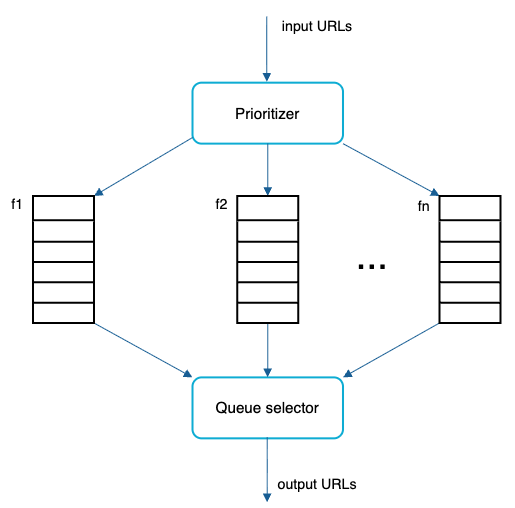 input URLs
Prioritizer
f1
f2
fn
...
Queue selector
output URLs